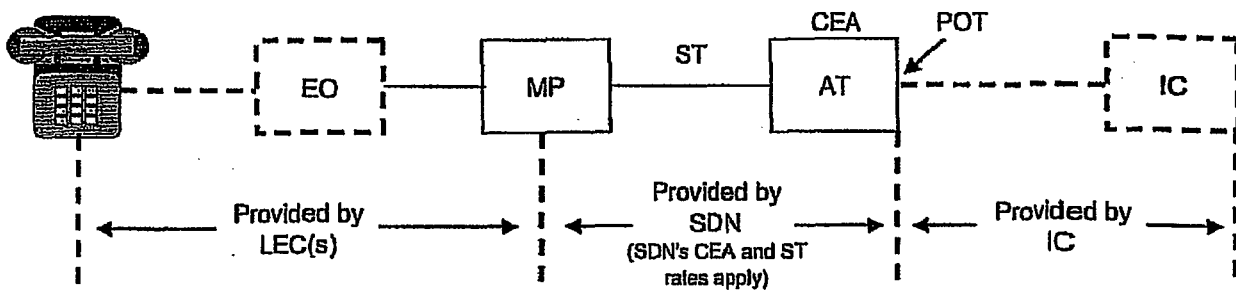 CEA
POT
ST
EO
MP
AT
IC
Provided by
LEC(s)
Provided by
SDN
(SDN's CEA and ST
rates apply)
Provided by
IC